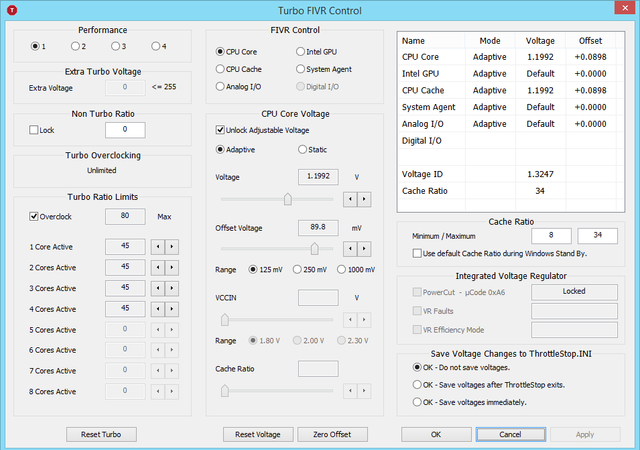 Turbo FIVR Control
Performance
1 2 3 4
Extra Turbo Voltage
Extra Voltage 0 <= 255
Non Turbo Ratio
Lock 0
Turbo Overclocking
Unlimited
Turbo Ratio Limits
Overclock 80 Max
1 Core Active 45
2 Cores Active 45
3 Cores Active 45
4 Cores Active 45
5 Cores Active 0
6 Cores Active 0
7 Cores Active 0
8 Cores Active 0
Reset Turbo
FIVR Control
CPU Core Intel GPU
CPU Cache System Agent
Analog I/O Digital I/O
CPU Core Voltage
Unlock Adjustable Voltage
Adaptive Static
Voltage 1.1992 V
Offset Voltage 89.8 mV
Range 125 mV 250 mV 1000 mV
VCCIN V
Range 1.80 V 2.00 V 2.30 V
Cache Ratio
Reset Voltage Zero Offset
Name Mode Voltage Offset
CPU Core Adaptive 1.1992 +0.0898
Intel GPU Adaptive Default +0.0000
CPU Cache Adaptive 1.1992 +0.0898
System Agent Adaptive Default +0.0000
Analog I/O Adaptive Default +0.0000
Digital I/O
Voltage ID 1.3247
Cache Ratio 34
Cache Ratio
Minimum / Maximum 8 34
Use default Cache Ratio during Windows Stand By.
Integrated Voltage Regulator
PowerCut - µCode 0xA6 Locked
VR Faults
VR Efficiency Mode
Save Voltage Changes to ThrottleStop.INI
OK - Do not save voltages.
OK - Save voltages after ThrottleStop exits.
OK - Save voltages immediately.
OK Cancel Apply